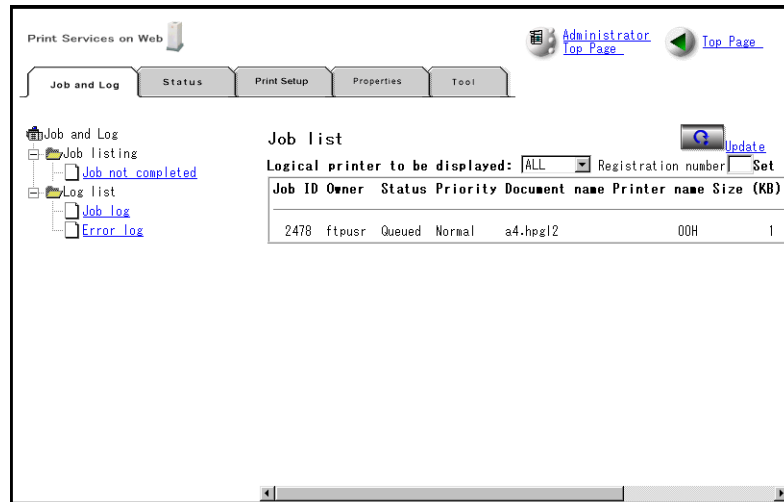 Print Services on Web
Administrator
Top Page
Top Page
Job and Log
Status
Print Setup
Properties
Tool
Job and Log
Job listing
Job not completed
Log list
Job log
Error log
Job list
Update
Logical printer to be displayed: ALL Registration number Set
Job ID Owner Status Priority Document name Printer name Size (KB)
2478 ftpusr Queued Normal a4.hpgl2 00H 1